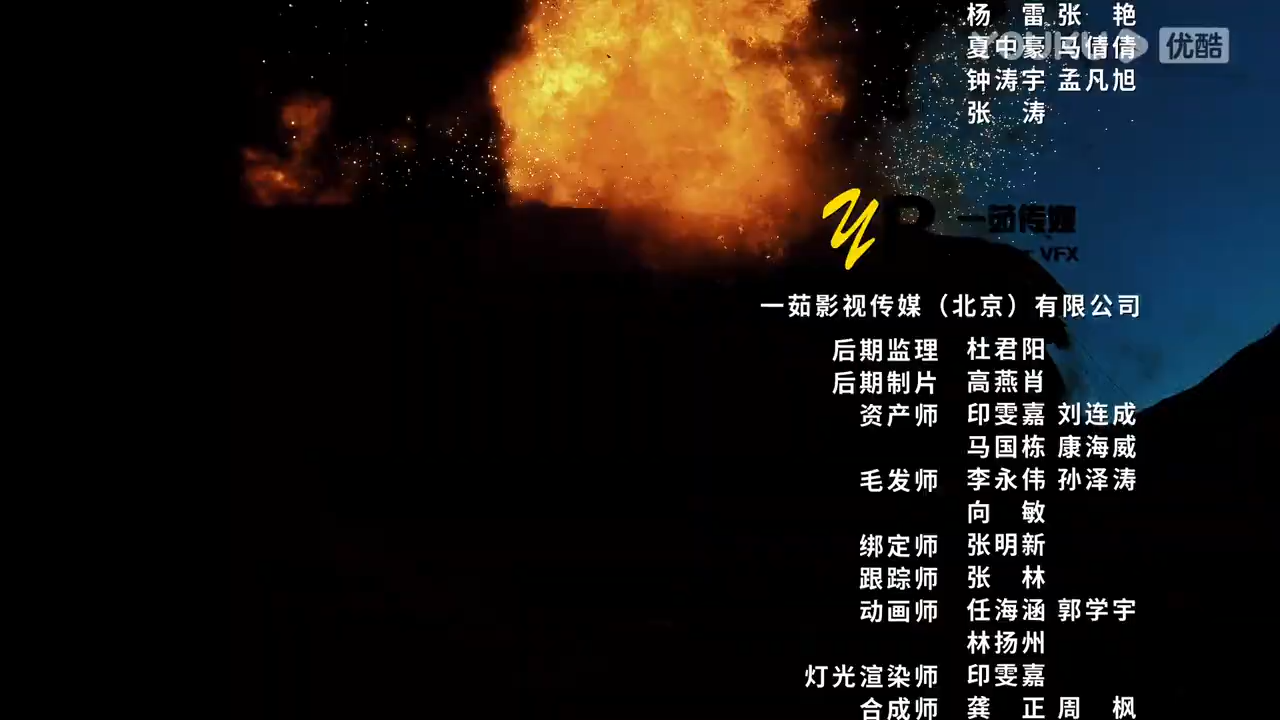 杨 雷 张 艳
YOUKU 优酷
夏中豪 马倩倩
钟涛宇 孟凡旭
张 涛
一茹传媒
VFX
一茹影视传媒（北京）有限公司
后期监理 杜君阳
后期制片 高燕肖
资产师 印雯嘉 刘连成
马国栋 康海威
毛发师 李永伟 孙泽涛
向 敏
绑定师 张明新
跟踪师 张 林
动画师 任海涵 郭学宇
林扬州
灯光渲染师 印雯嘉
合成师 龚 正 周 枫